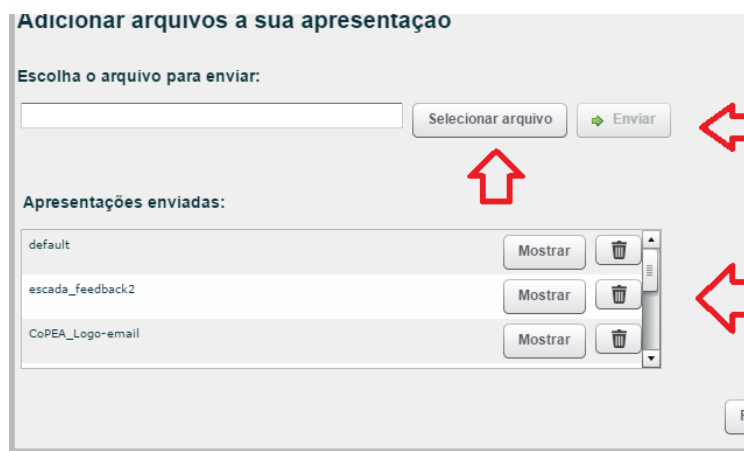 Adicionar arquivos à sua apresentação
Escolha o arquivo para enviar:
Selecionar arquivo
Enviar
Apresentações enviadas:
default
Mostrar
escada_feedback2
Mostrar
CoPEA_Logo-email
Mostrar